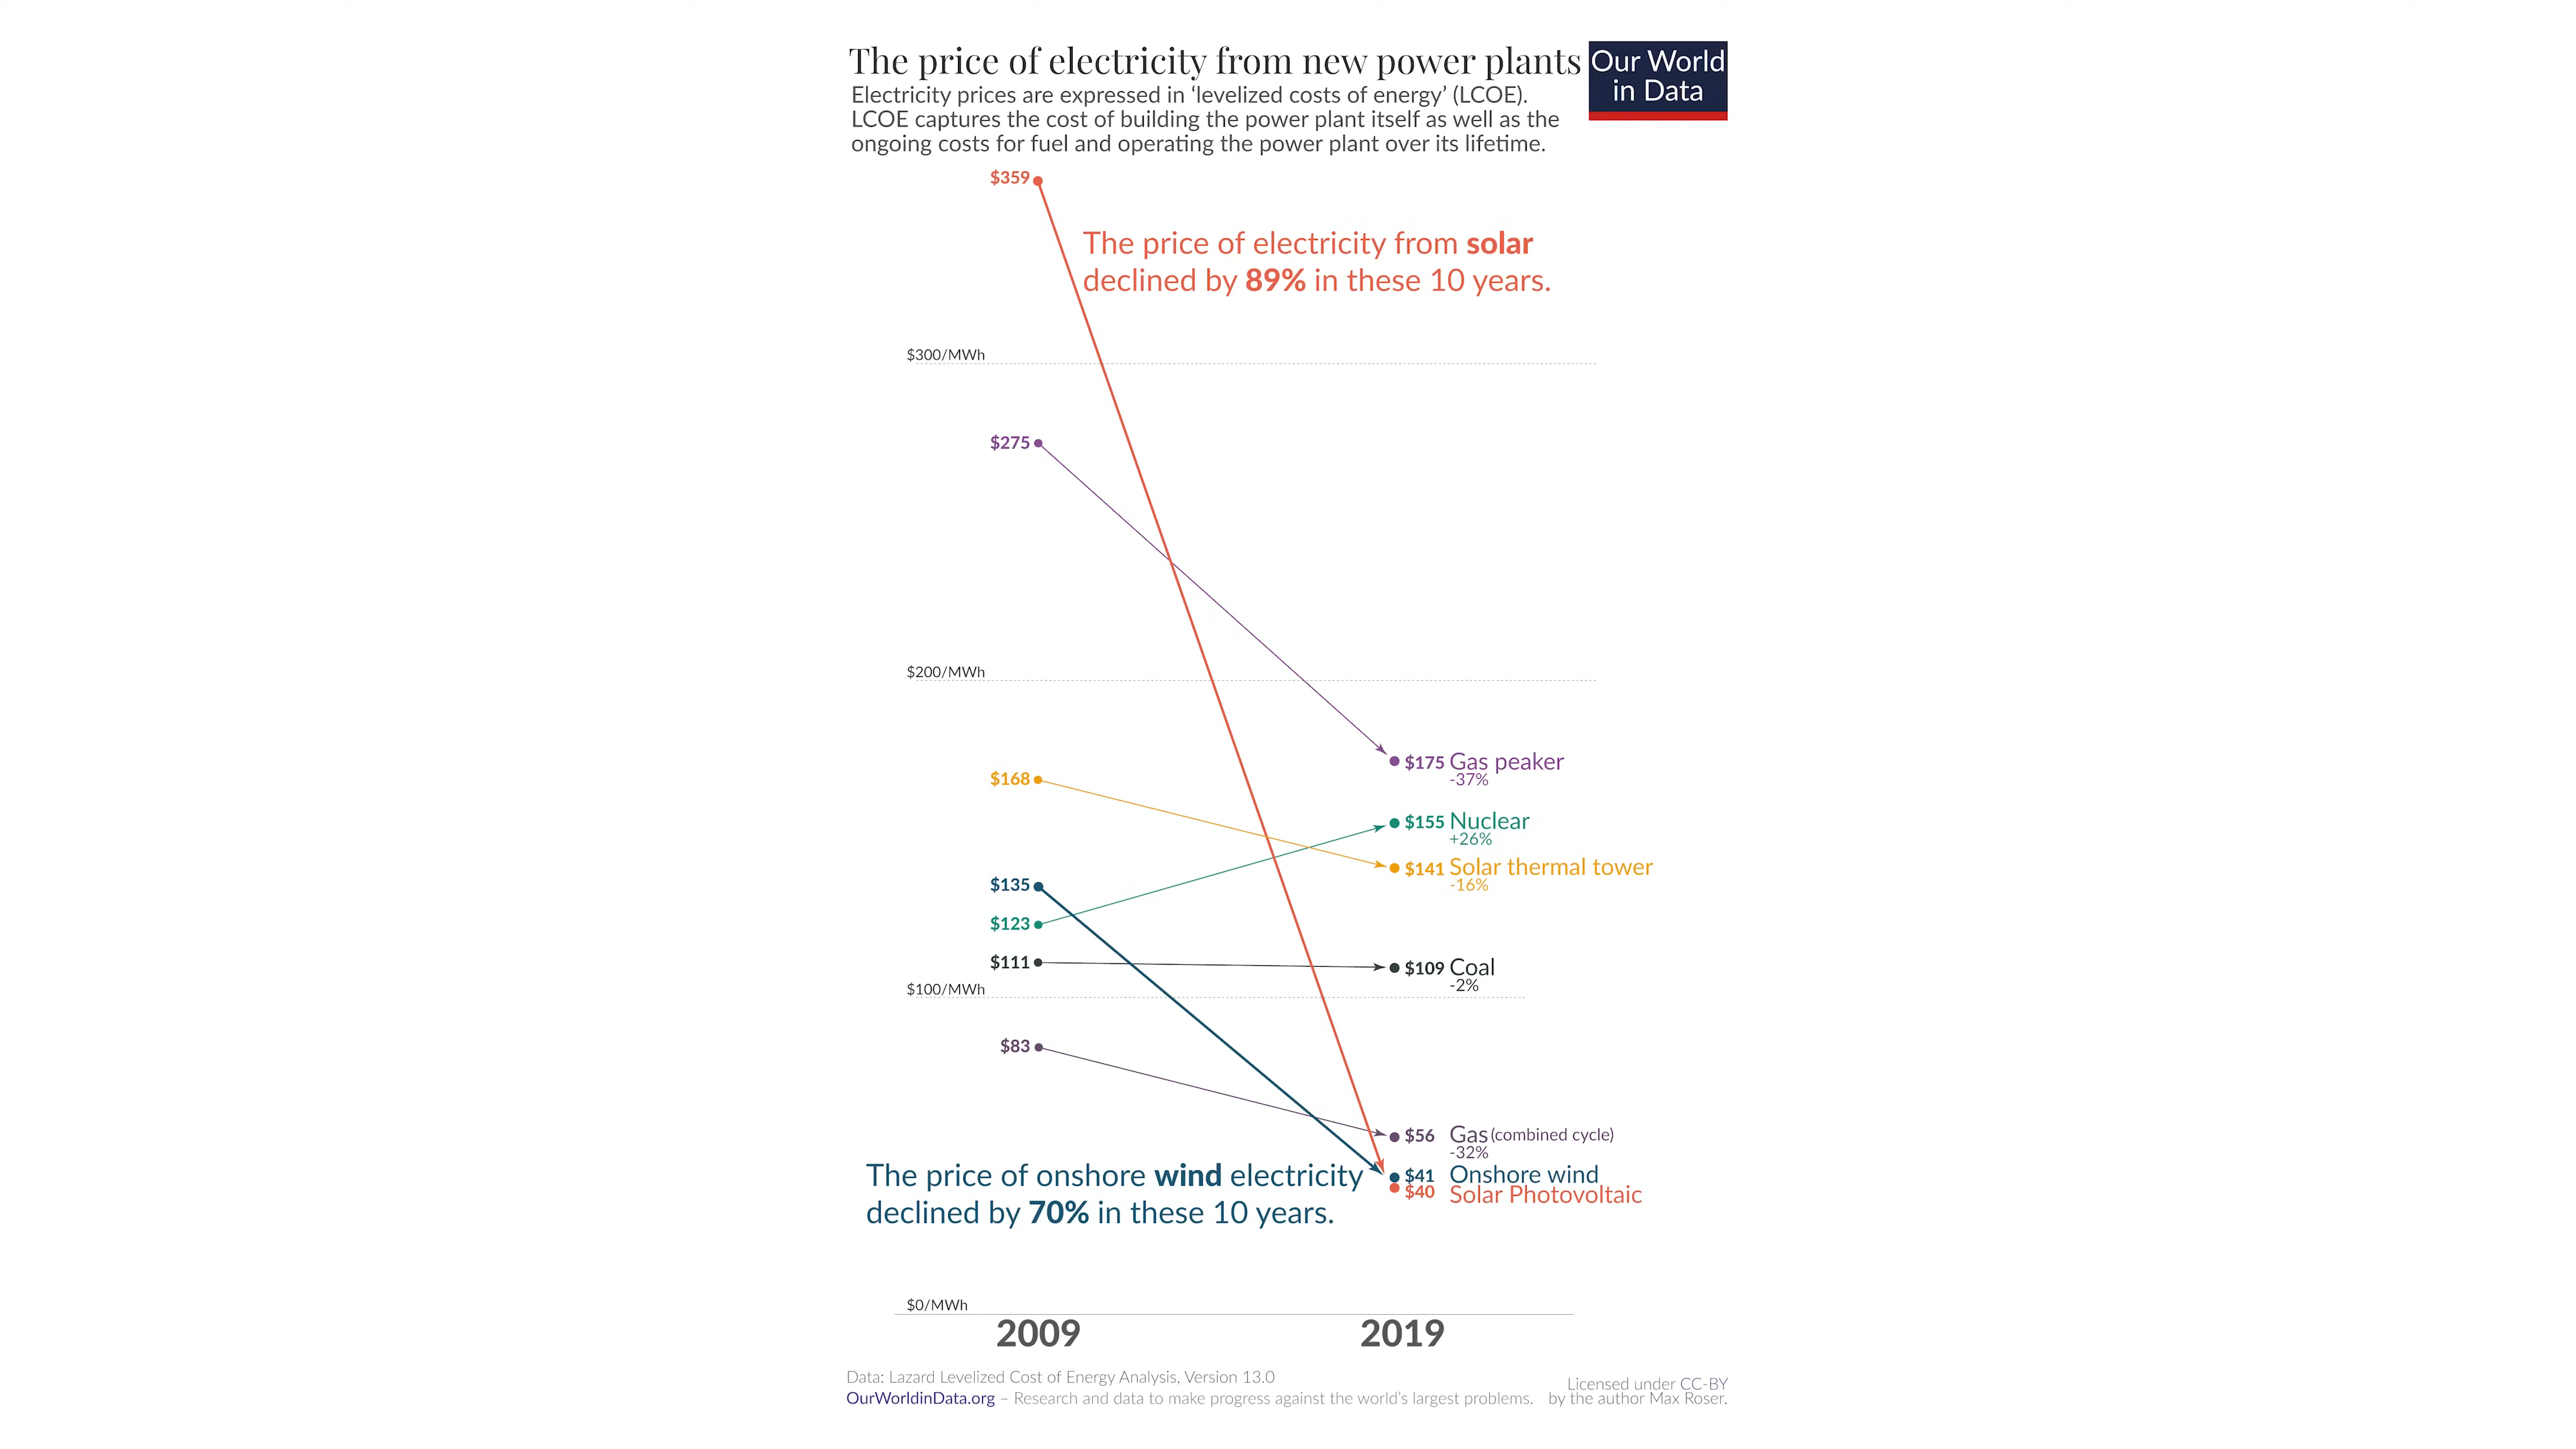 The price of electricity from new power plants
Our World
in Data
Electricity prices are expressed in ‘levelized costs of energy’ (LCOE).
LCOE captures the cost of building the power plant itself as well as the
ongoing costs for fuel and operating the power plant over its lifetime.
$359
The price of electricity from solar
declined by 89% in these 10 years.
$300/MWh
$275
$200/MWh
$175 Gas peaker
-37%
$168
$155 Nuclear
+26%
$141 Solar thermal tower
-16%
$135
$123
$111
$109 Coal
-2%
$100/MWh
$83
$56 Gas (combined cycle)
-32%
$41 Onshore wind
$40 Solar Photovoltaic
The price of onshore wind electricity
declined by 70% in these 10 years.
$0/MWh
2009 2019
Data: Lazard Levelized Cost of Energy Analysis, Version 13.0
OurWorldinData.org – Research and data to make progress against the world’s largest problems.
Licensed under CC-BY
by the author Max Roser.